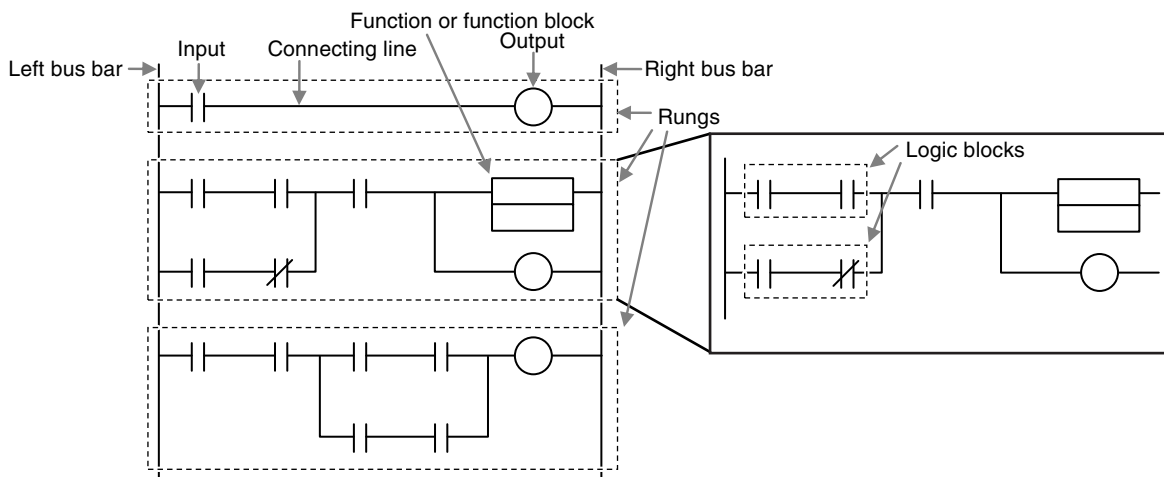 Function or function block
Input
Connecting line
Output
Left bus bar
Right bus bar
Rungs
Logic blocks